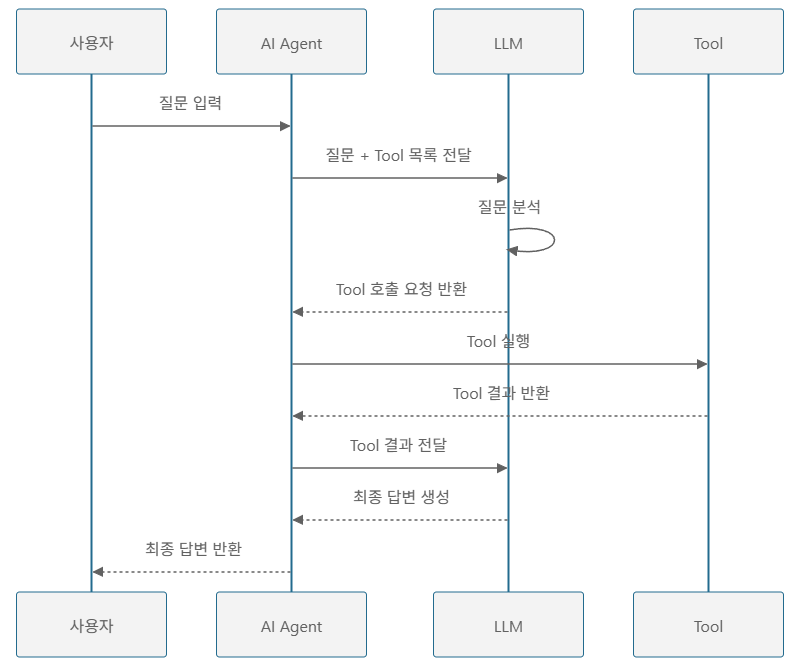 사용자
AI Agent
LLM
Tool
질문 입력
질문 + Tool 목록 전달
질문 분석
Tool 호출 요청 반환
Tool 실행
Tool 결과 반환
Tool 결과 전달
최종 답변 생성
최종 답변 반환
사용자
AI Agent
LLM
Tool